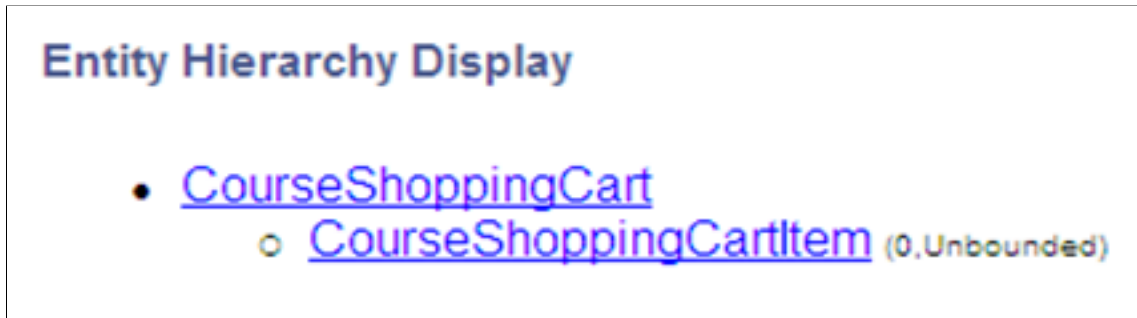 Entity Hierarchy Display
CourseShoppingCart
CourseShoppingCartItem (0,Unbounded)